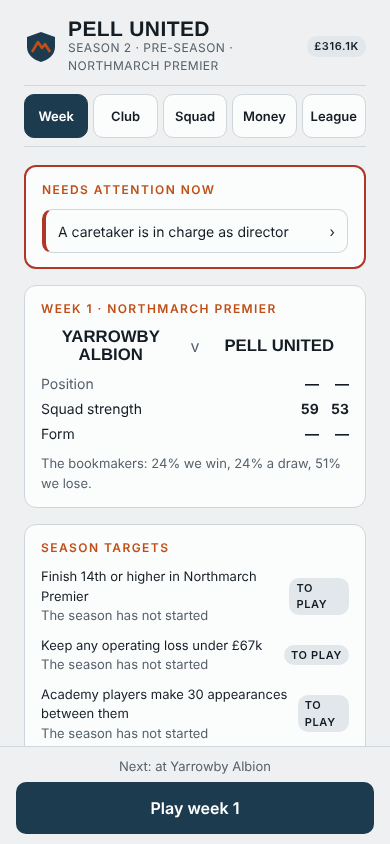 PELL UNITED
SEASON 2 · PRE-SEASON ·
NORTHMARCH PREMIER
£316.1K
Week
Club
Squad
Money
League
NEEDS ATTENTION NOW
A caretaker is in charge as director ›
WEEK 1 · NORTHMARCH PREMIER
YARROWBY
ALBION
v
PELL UNITED
Position — —
Squad strength 59 53
Form — —
The bookmakers: 24% we win, 24% a draw, 51%
we lose.
SEASON TARGETS
Finish 14th or higher in Northmarch
Premier
The season has not started
TO
PLAY
Keep any operating loss under £67k
The season has not started
TO PLAY
Academy players make 30 appearances
between them
The season has not started
TO
PLAY
Next: at Yarrowby Albion
Play week 1